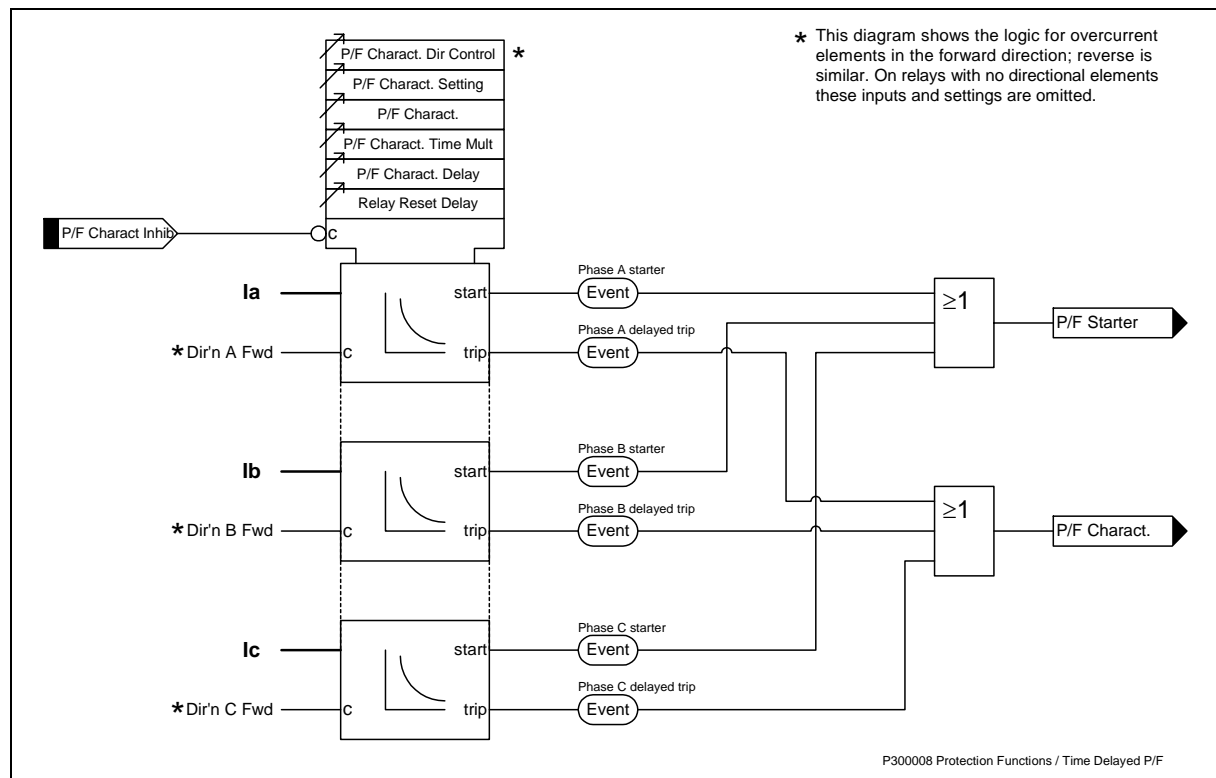 P/F Charact. Dir Control *
P/F Charact. Setting
P/F Charact.
P/F Charact. Time Mult
P/F Charact. Delay
Relay Reset Delay
* This diagram shows the logic for overcurrent
elements in the forward direction; reverse is
similar. On relays with no directional elements
these inputs and settings are omitted.
P/F Charact Inhib
c
Ia
start
Phase A starter
Event
≥1
P/F Starter
* Dir'n A Fwd
c
trip
Phase A delayed trip
Event
Ib
start
Phase B starter
Event
* Dir'n B Fwd
c
trip
Phase B delayed trip
Event
≥1
P/F Charact.
Ic
start
Phase C starter
Event
* Dir'n C Fwd
c
trip
Phase C delayed trip
Event
P300008 Protection Functions / Time Delayed P/F